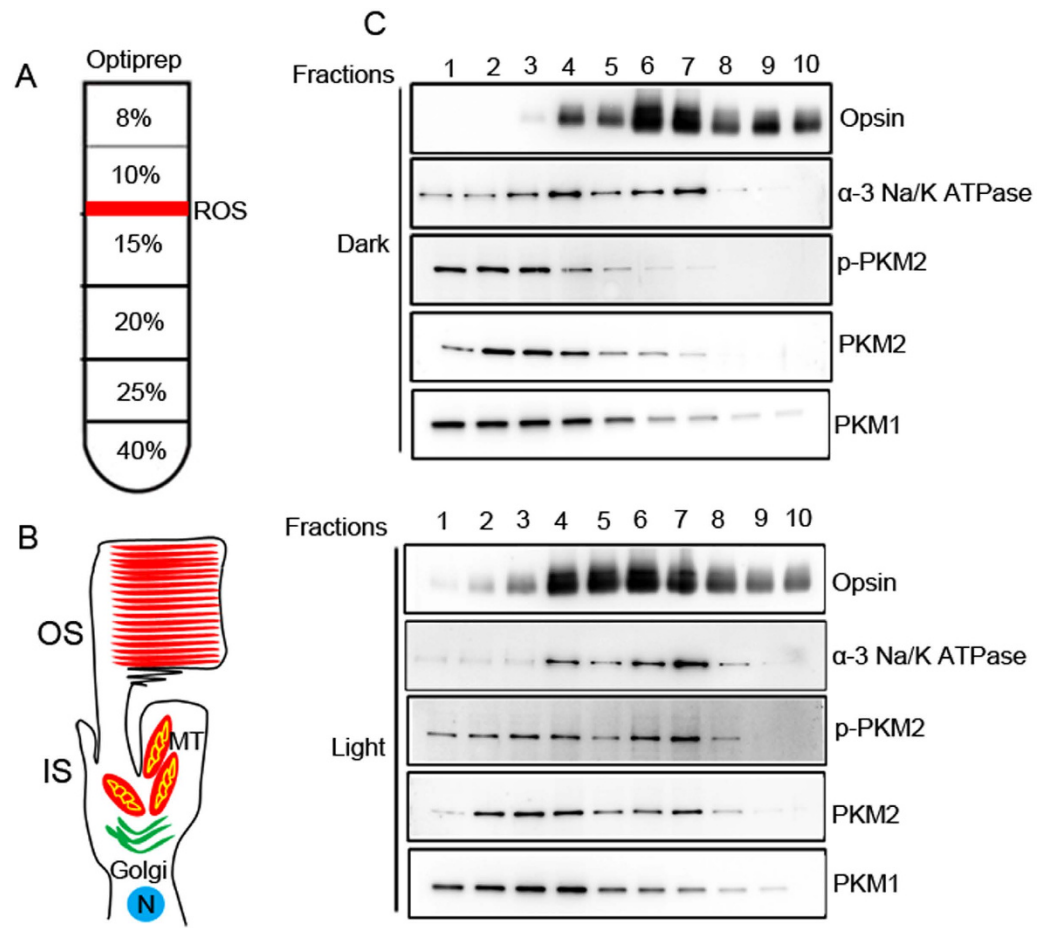 A
Optiprep
8%
10%
ROS
15%
20%
25%
40%
B
OS
IS
MT
Golgi
N
C
Fractions 1 2 3 4 5 6 7 8 9 10
Dark
Opsin
α-3 Na/K ATPase
p-PKM2
PKM2
PKM1
Fractions 1 2 3 4 5 6 7 8 9 10
Light
Opsin
α-3 Na/K ATPase
p-PKM2
PKM2
PKM1